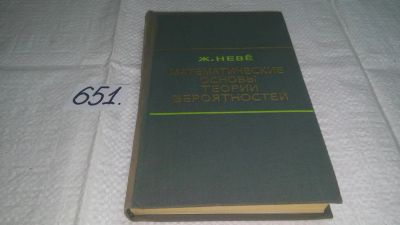 651.
Ж. НЕВЁ
МАТЕМАТИЧЕСКИЕ
ОСНОВЫ
ТЕОРИИ
ВЕРОЯТНОСТЕЙ